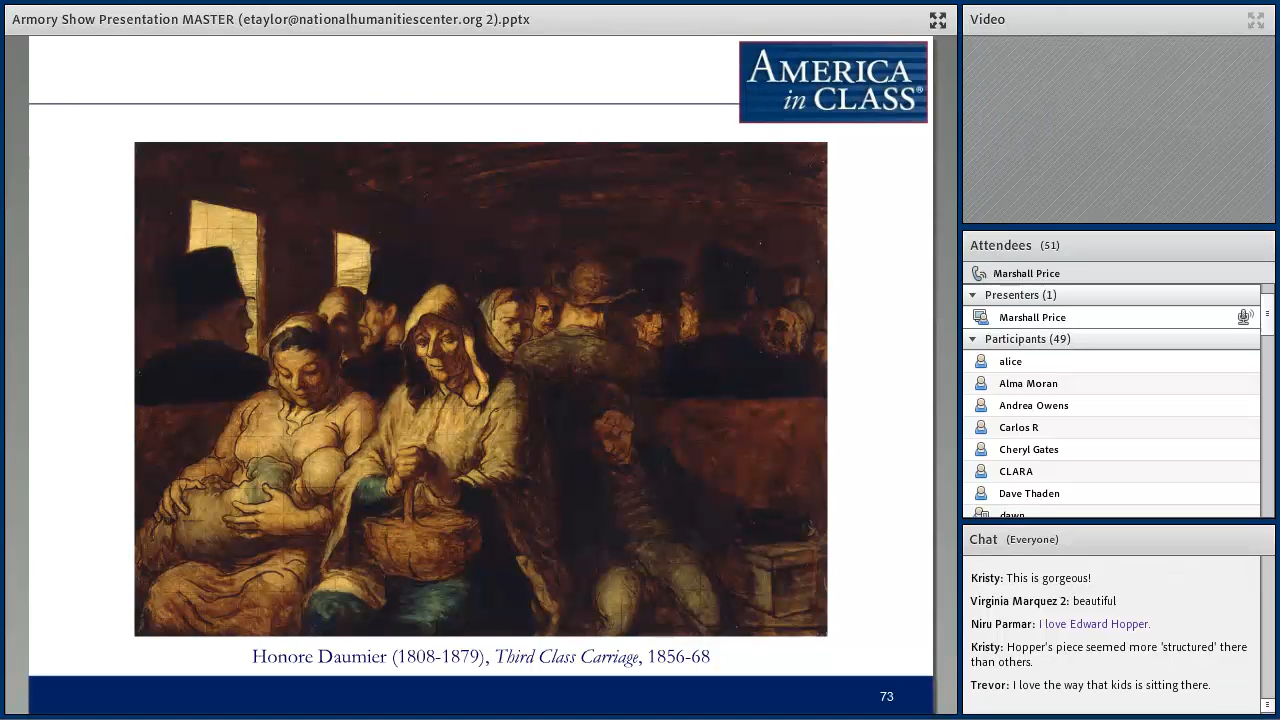 Armory Show Presentation MASTER (etaylor@nationalhumanitiescenter.org 2).pptx
AMERICA
in CLASS®
Honore Daumier (1808-1879), Third Class Carriage, 1856-68
73
Video
Attendees (51)
Marshall Price
Presenters (1)
Marshall Price
Participants (49)
alice
Alma Moran
Andrea Owens
Carlos R
Cheryl Gates
CLARA
Dave Thaden
dawn
Chat (Everyone)
Kristy: This is gorgeous!
Virginia Marquez 2: beautiful
Niru Parmar: I love Edward Hopper.
Kristy: Hopper's piece seemed more 'structured' there
than others.
Trevor: I love the way that kids is sitting there.